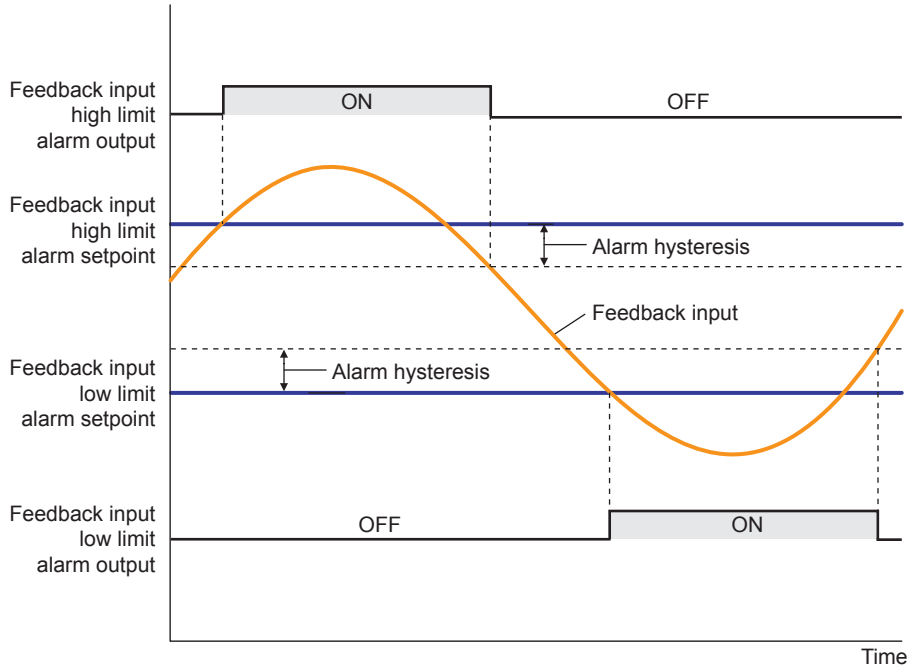 Feedback input
high limit
alarm output
ON
OFF
Feedback input
high limit
alarm setpoint
Alarm hysteresis
Feedback input
Feedback input
low limit
alarm setpoint
Alarm hysteresis
Feedback input
low limit
alarm output
OFF
ON
Time